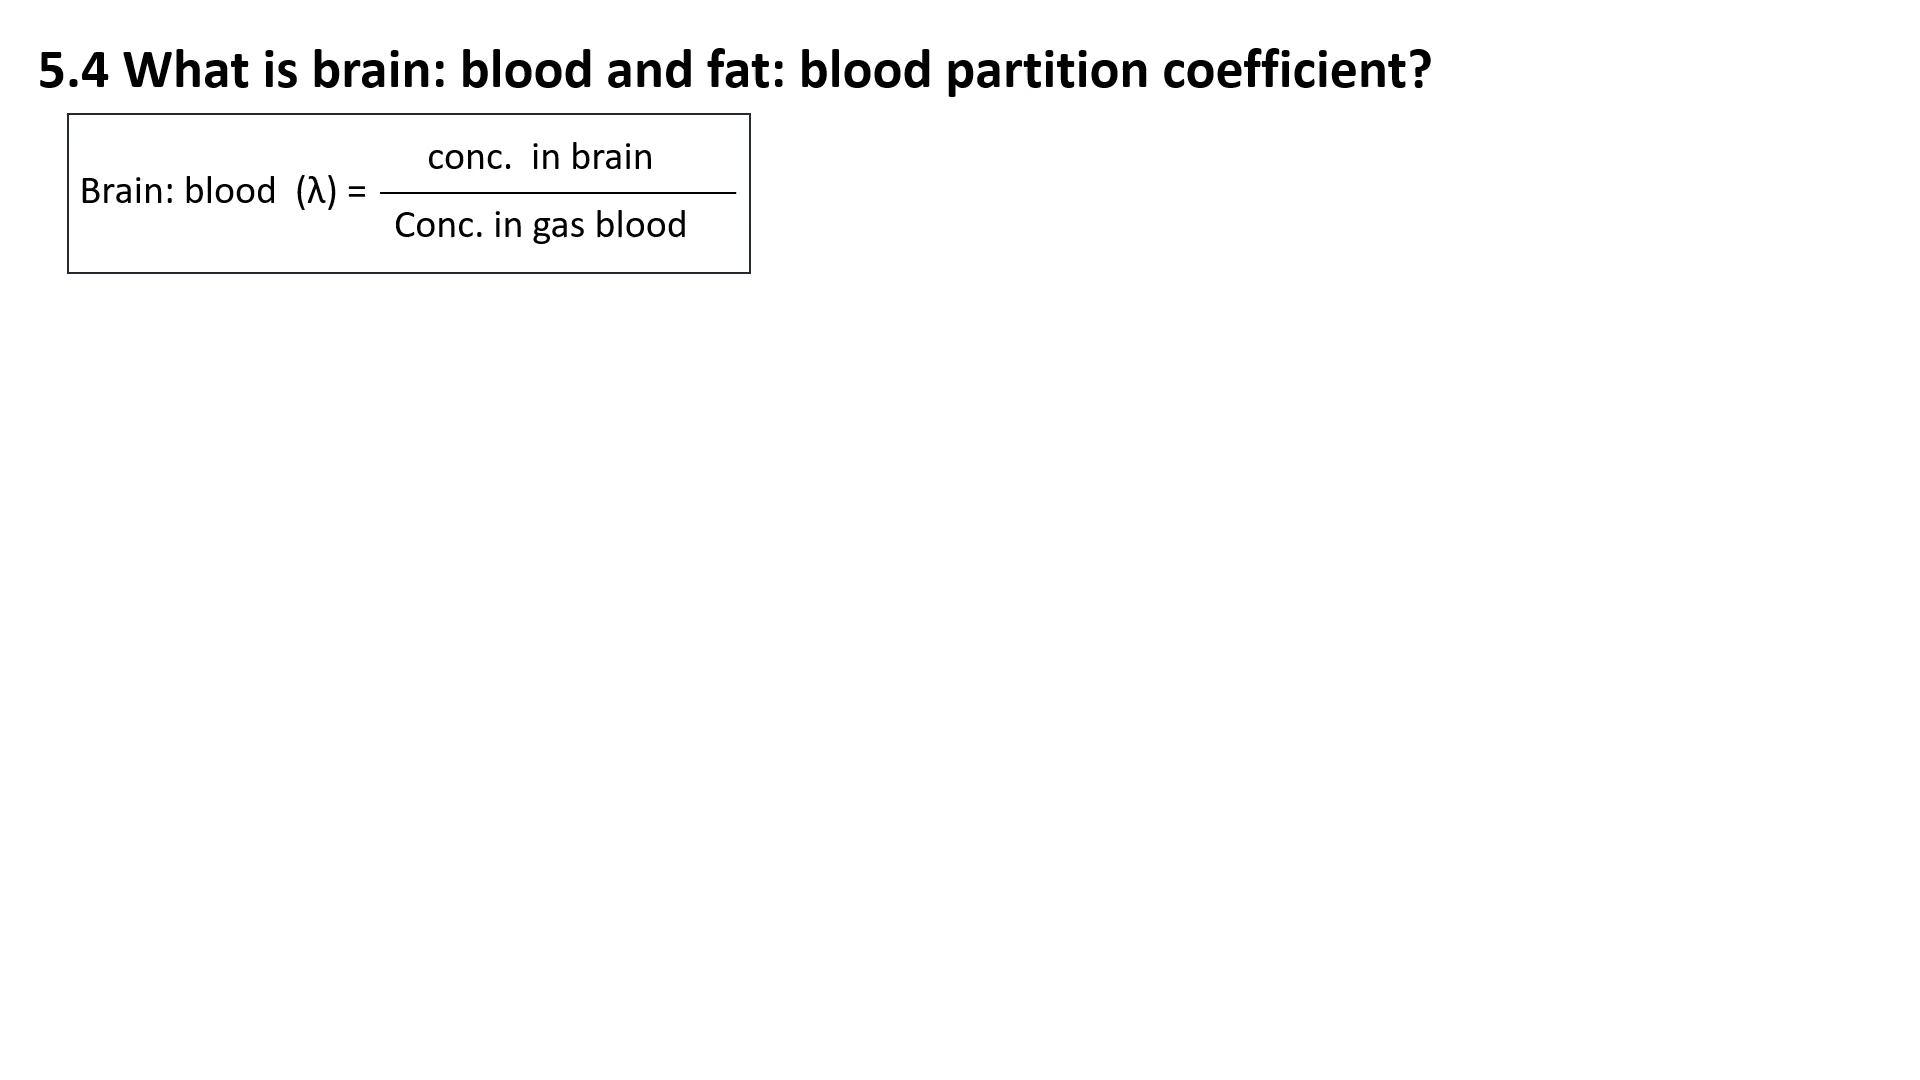 5.4 What is brain: blood and fat: blood partition coefficient?
conc.  in brain
Brain: blood  (λ) =
Conc. in gas blood